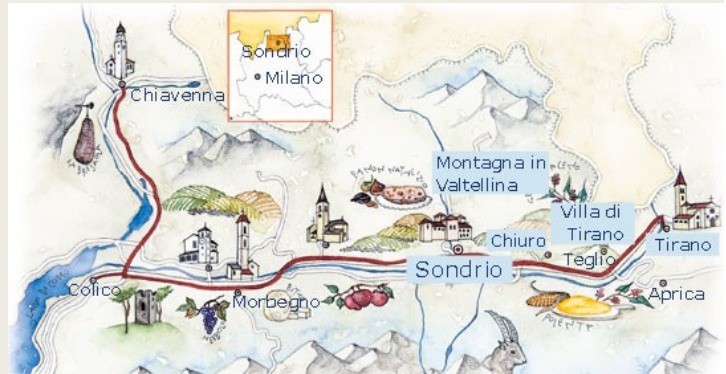 Sondrio
Milano
Chiavenna
Montagna in
Valtellina
Villa di
Tirano
Chiuro
Tirano
Teglio
Sondrio
Colico
Morbegno
Aprica